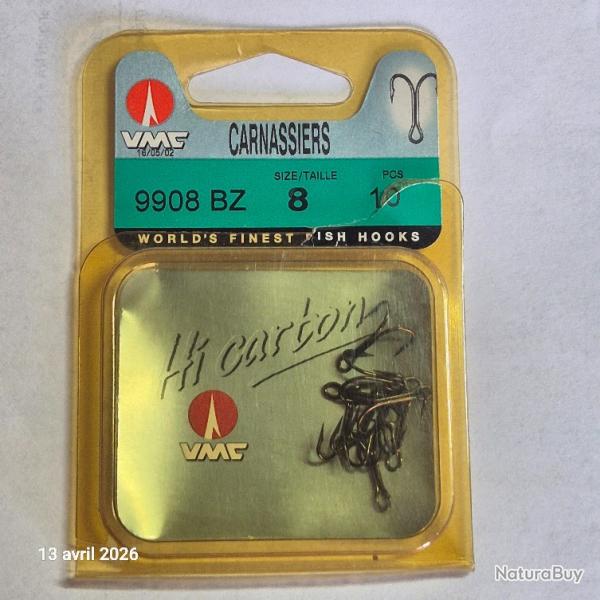 VMC
16/05/02
CARNASSIERS
9908 BZ
SIZE/TAILLE
8
PCS
10
WORLD'S FINEST FISH HOOKS
Hi carbon
VMC
13 avril 2026
NaturaBuy